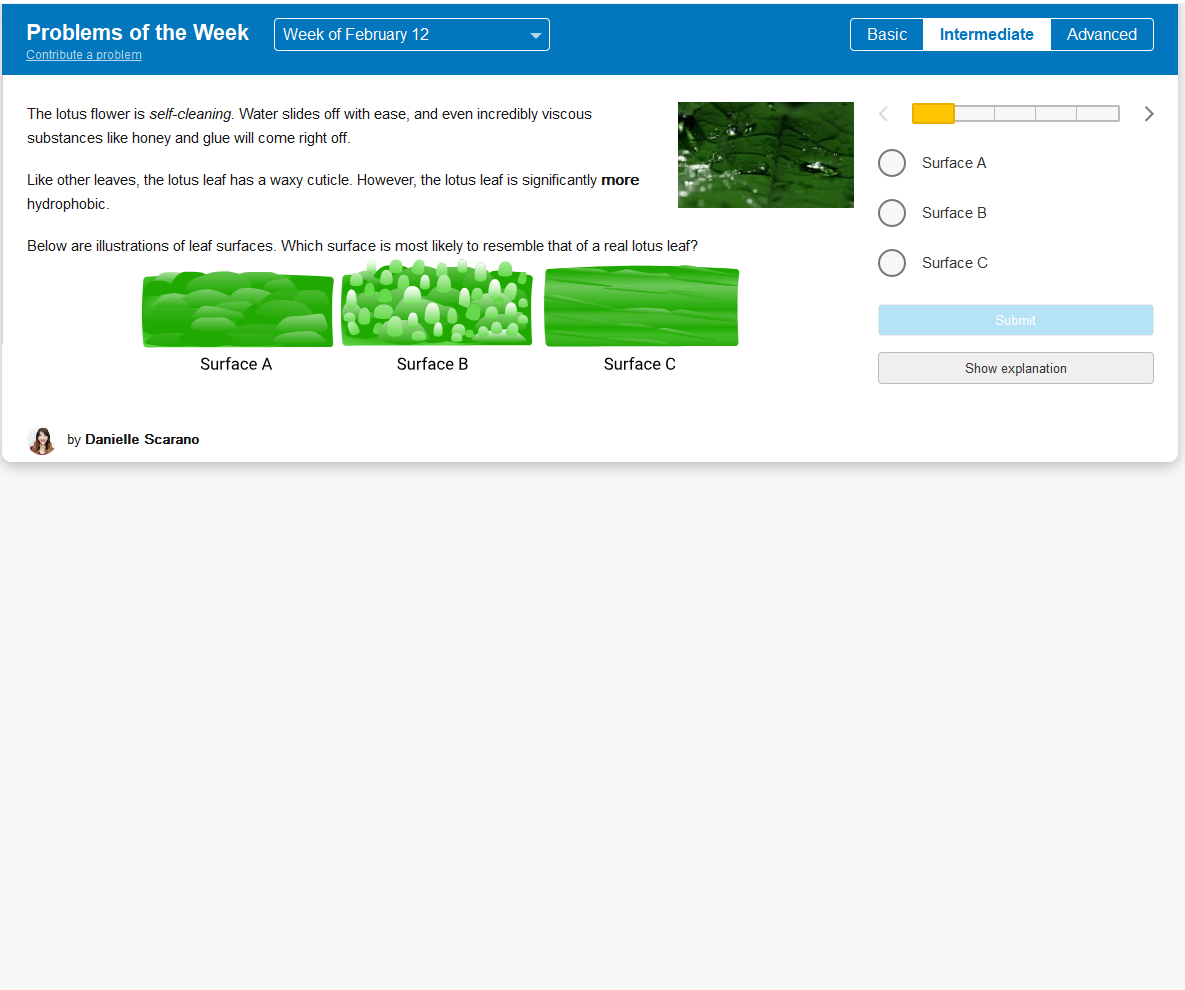 Problems of the Week
Week of February 12
Basic
Intermediate
Advanced
Contribute a problem
The lotus flower is self-cleaning. Water slides off with ease, and even incredibly viscous
substances like honey and glue will come right off.
Like other leaves, the lotus leaf has a waxy cuticle. However, the lotus leaf is significantly more
hydrophobic.
Below are illustrations of leaf surfaces. Which surface is most likely to resemble that of a real lotus leaf?
Surface A
Surface B
Surface C
by Danielle Scarano
Surface A
Surface B
Surface C
Submit
Show explanation